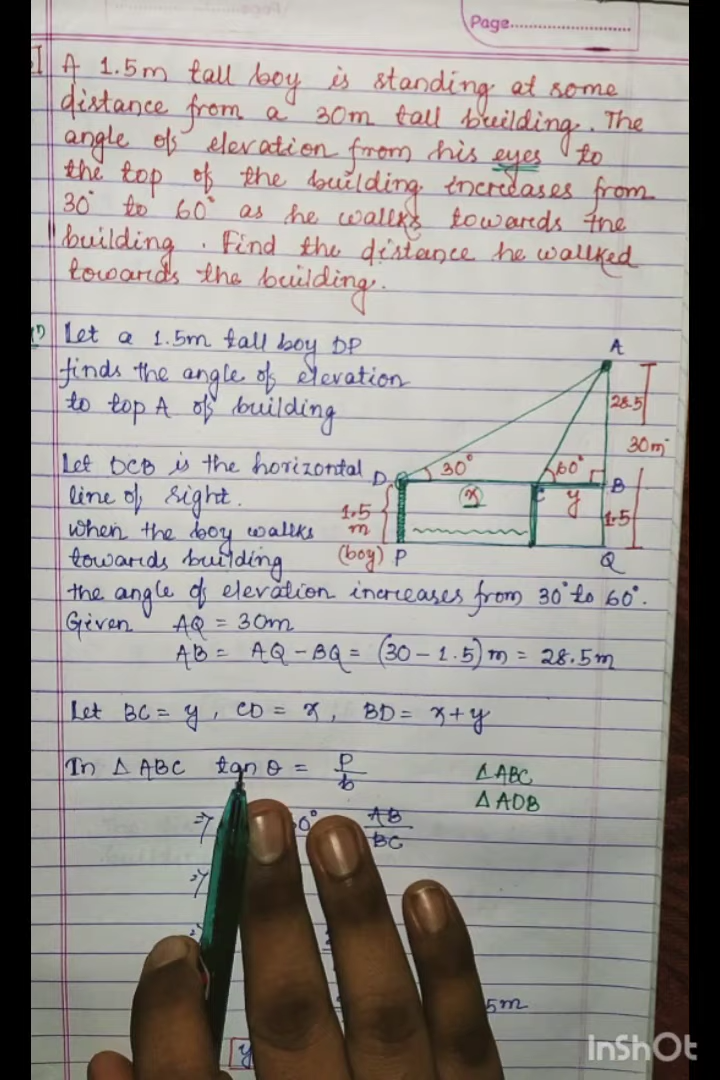 Page
A 1.5m tall boy is standing at some
distance from a 30m tall building. The
angle of elevation from his eyes to
the top of the building increases from
30° to 60° as he wallks towards the
building. Find the distance he wallked
towards the building.
Let a 1.5m tall boy DP
finds the angle of elevation
to top A of building
Let DCB is the horizontal
line of sight.
when the boy wallks
towards building
the angle of elevation increases from 30° to 60°.
A
28.5
30m
D 30° 60° B
x C y
1.5 m 1.5
(boy) P Q
Given AQ = 30m
AB = AQ - BQ = (30 - 1.5) m = 28.5m
Let BC = y, CD = x, BD = x+y
In △ ABC tan θ = P/b
△ ABC
△ ADB
⇒ 0° AB/BC
⇒
5m
y
InShOt